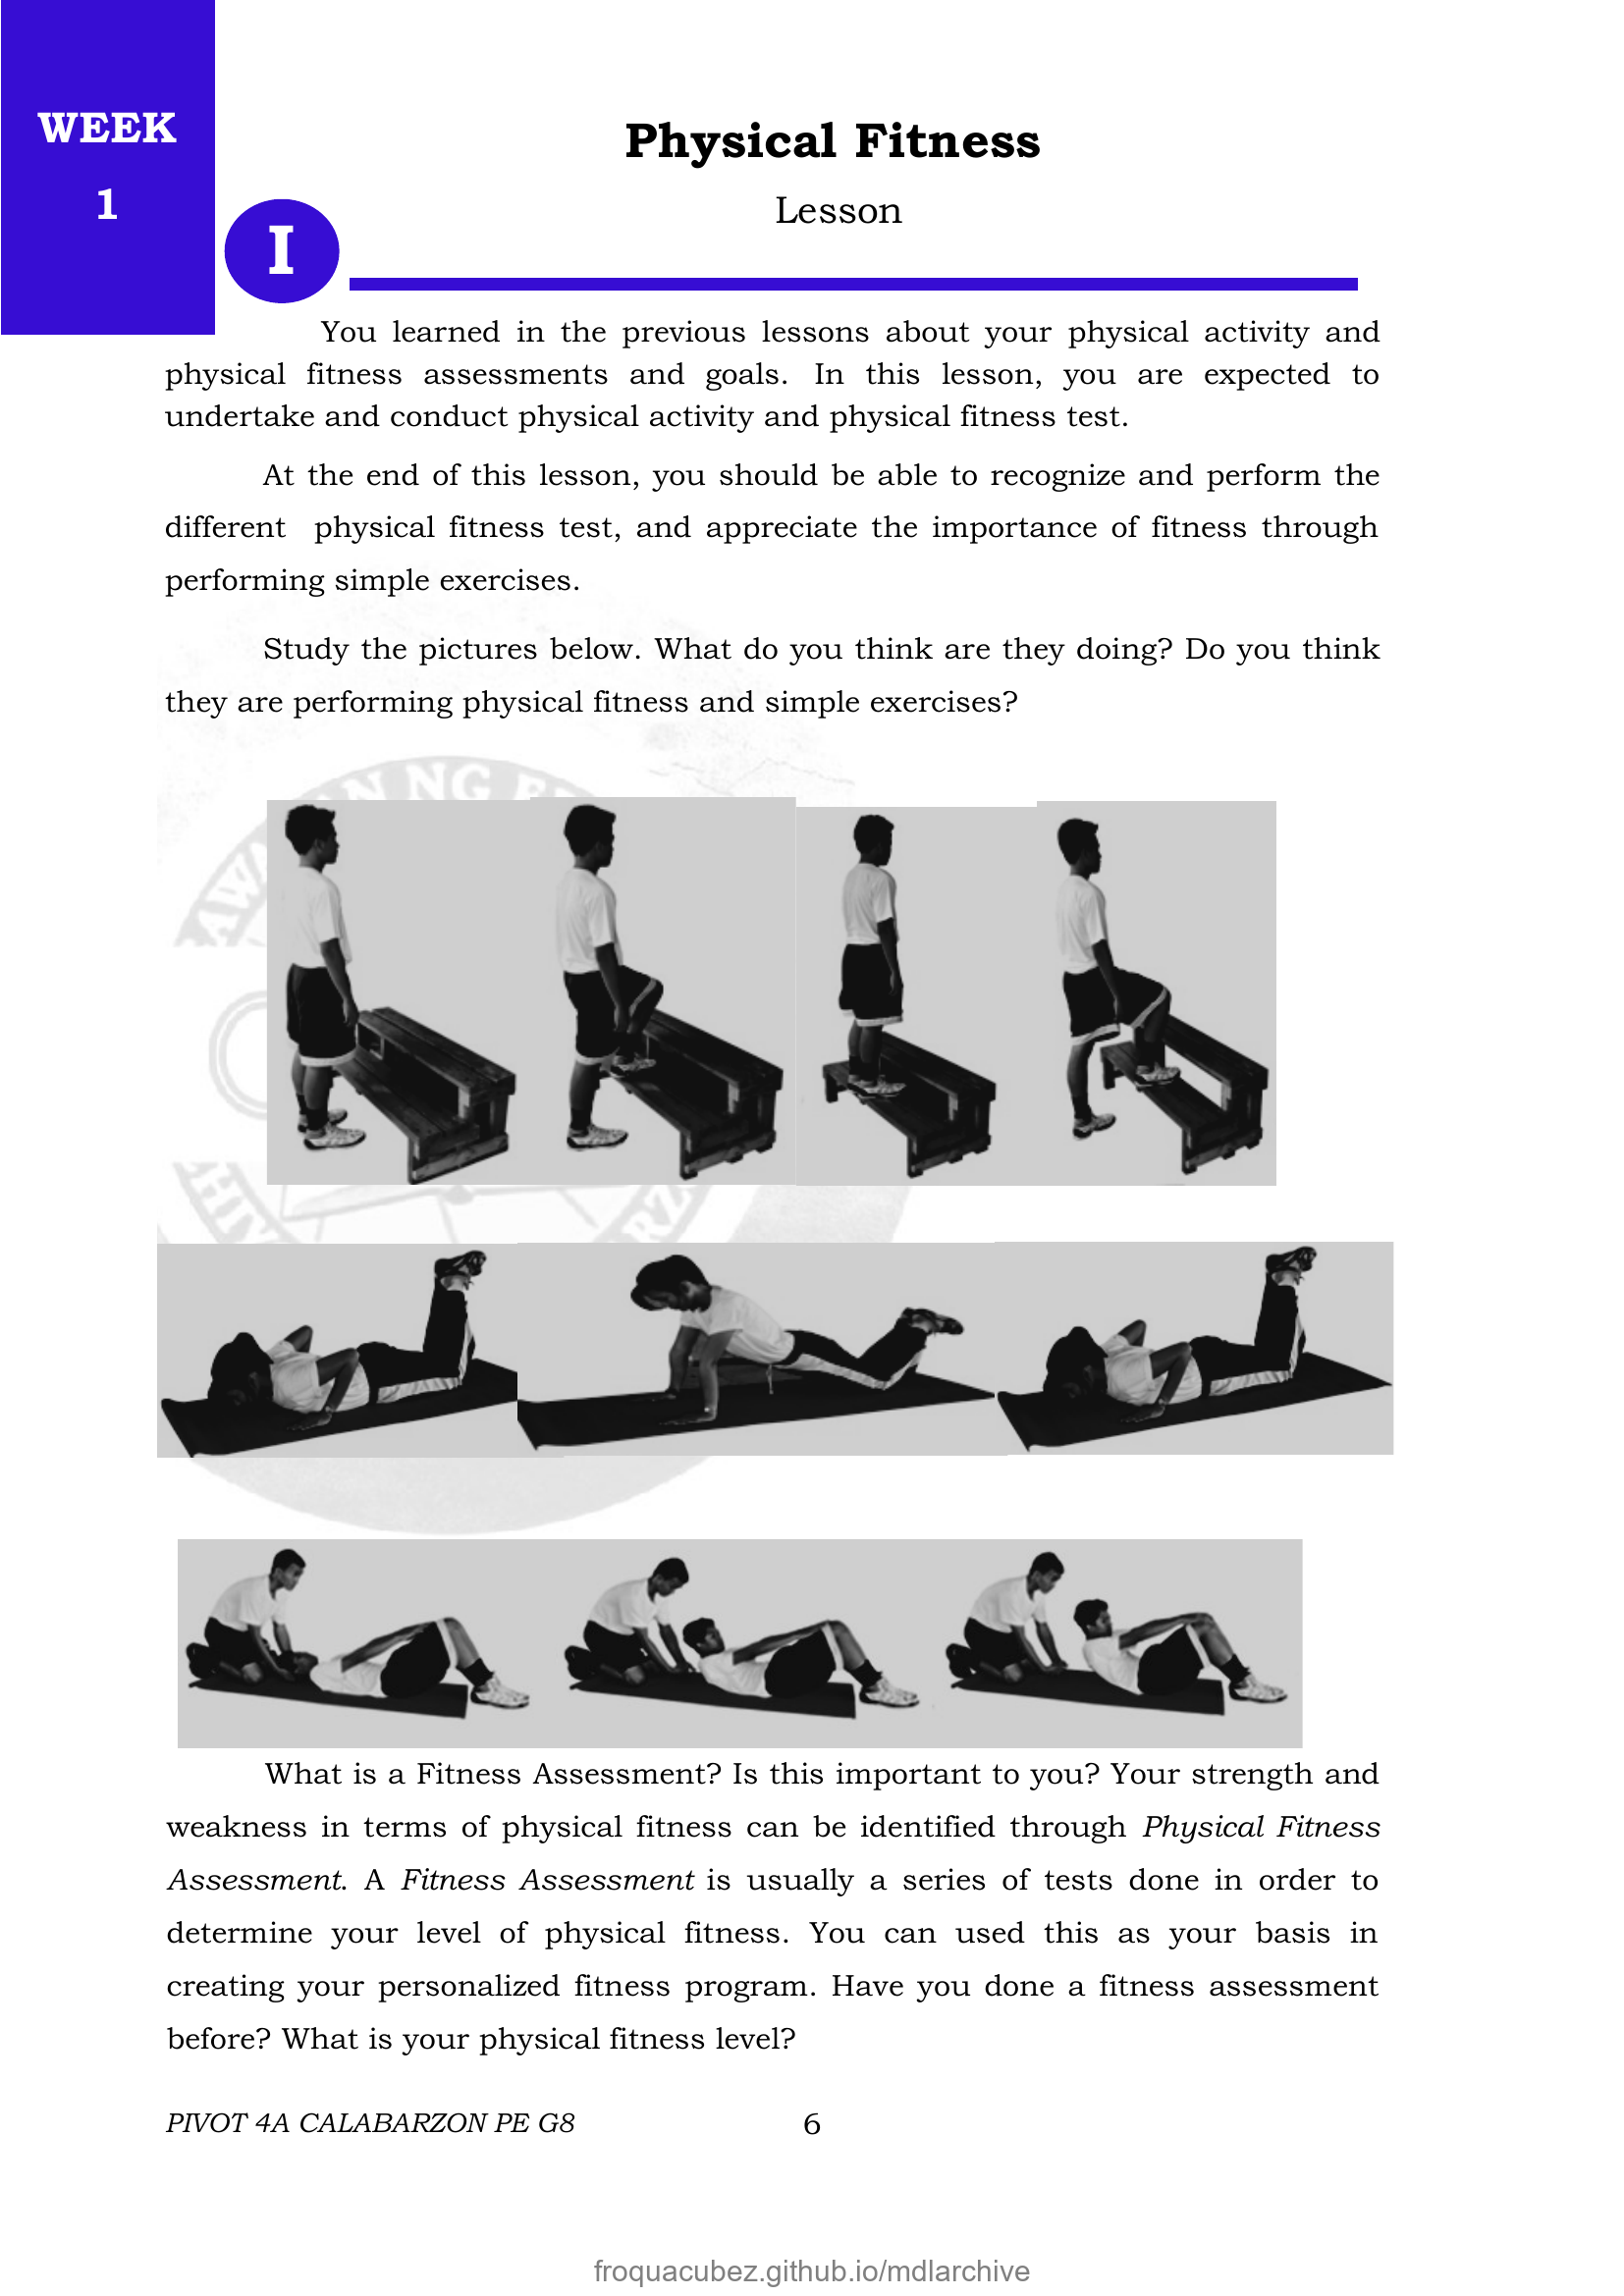 WEEK
1
Physical Fitness
Lesson
I
You learned in the previous lessons about your physical activity and
physical fitness assessments and goals. In this lesson, you are expected to
undertake and conduct physical activity and physical fitness test.
At the end of this lesson, you should be able to recognize and perform the
different physical fitness test, and appreciate the importance of fitness through
performing simple exercises.
Study the pictures below. What do you think are they doing? Do you think
they are performing physical fitness and simple exercises?
What is a Fitness Assessment? Is this important to you? Your strength and
weakness in terms of physical fitness can be identified through Physical Fitness
Assessment. A Fitness Assessment is usually a series of tests done in order to
determine your level of physical fitness. You can used this as your basis in
creating your personalized fitness program. Have you done a fitness assessment
before? What is your physical fitness level?
PIVOT 4A CALABARZON PE G8
6
froquacubez.github.io/mdlarchive